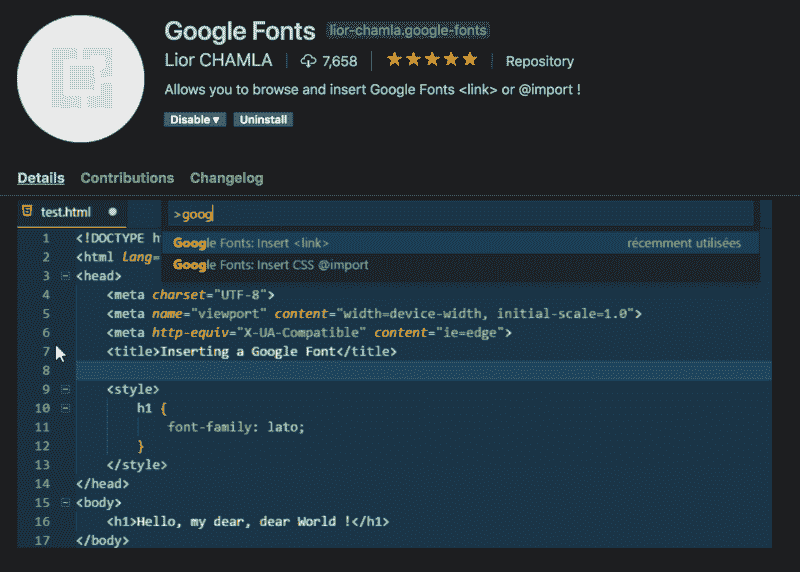 Google Fonts lior-chamla.google-fonts
Lior CHAMLA 7,658 Repository
Allows you to browse and insert Google Fonts <link> or @import !
Disable Uninstall
Details Contributions Changelog
test.html
>goog
Google Fonts: Insert <link> récemment utilisées
Google Fonts: Insert CSS @import
1 <!DOCTYPE
2 <html lang=
3 <head>
4 <meta charset="UTF-8">
5 <meta name="viewport" content="width=device-width, initial-scale=1.0">
6 <meta http-equiv="X-UA-Compatible" content="ie=edge">
7 <title>Inserting a Google Font</title>
8
9 <style>
10 h1 {
11 font-family: lato;
12 }
13 </style>
14 </head>
15 <body>
16 <h1>Hello, my dear, dear World !</h1>
17 </body>